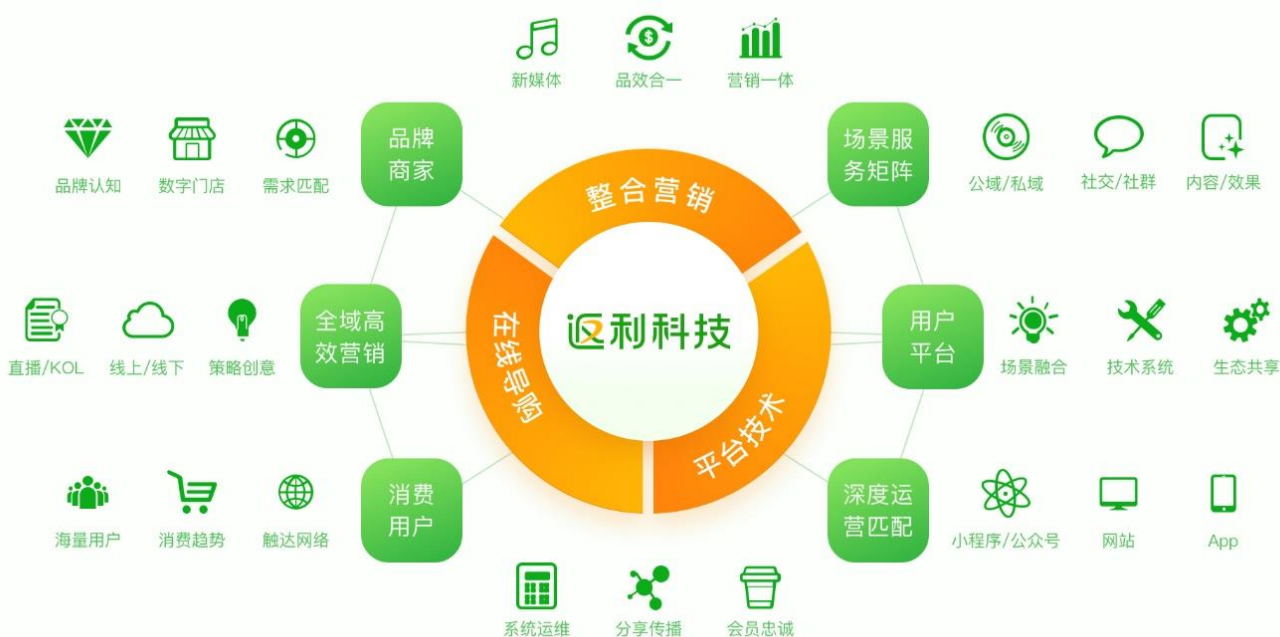 新媒体
品效合一
营销一体
品牌
商家
场景服
务矩阵
品牌认知
数字门店
需求匹配
公域/私域
社交/社群
内容/效果
整合营销
在线导购
平台技术
返利科技
全域高
效营销
用户
平台
直播/KOL
线上/线下
策略创意
场景融合
技术系统
生态共享
消费
用户
深度运
营匹配
海量用户
消费趋势
触达网络
小程序/公众号
网站
App
系统运维
分享传播
会员忠诚